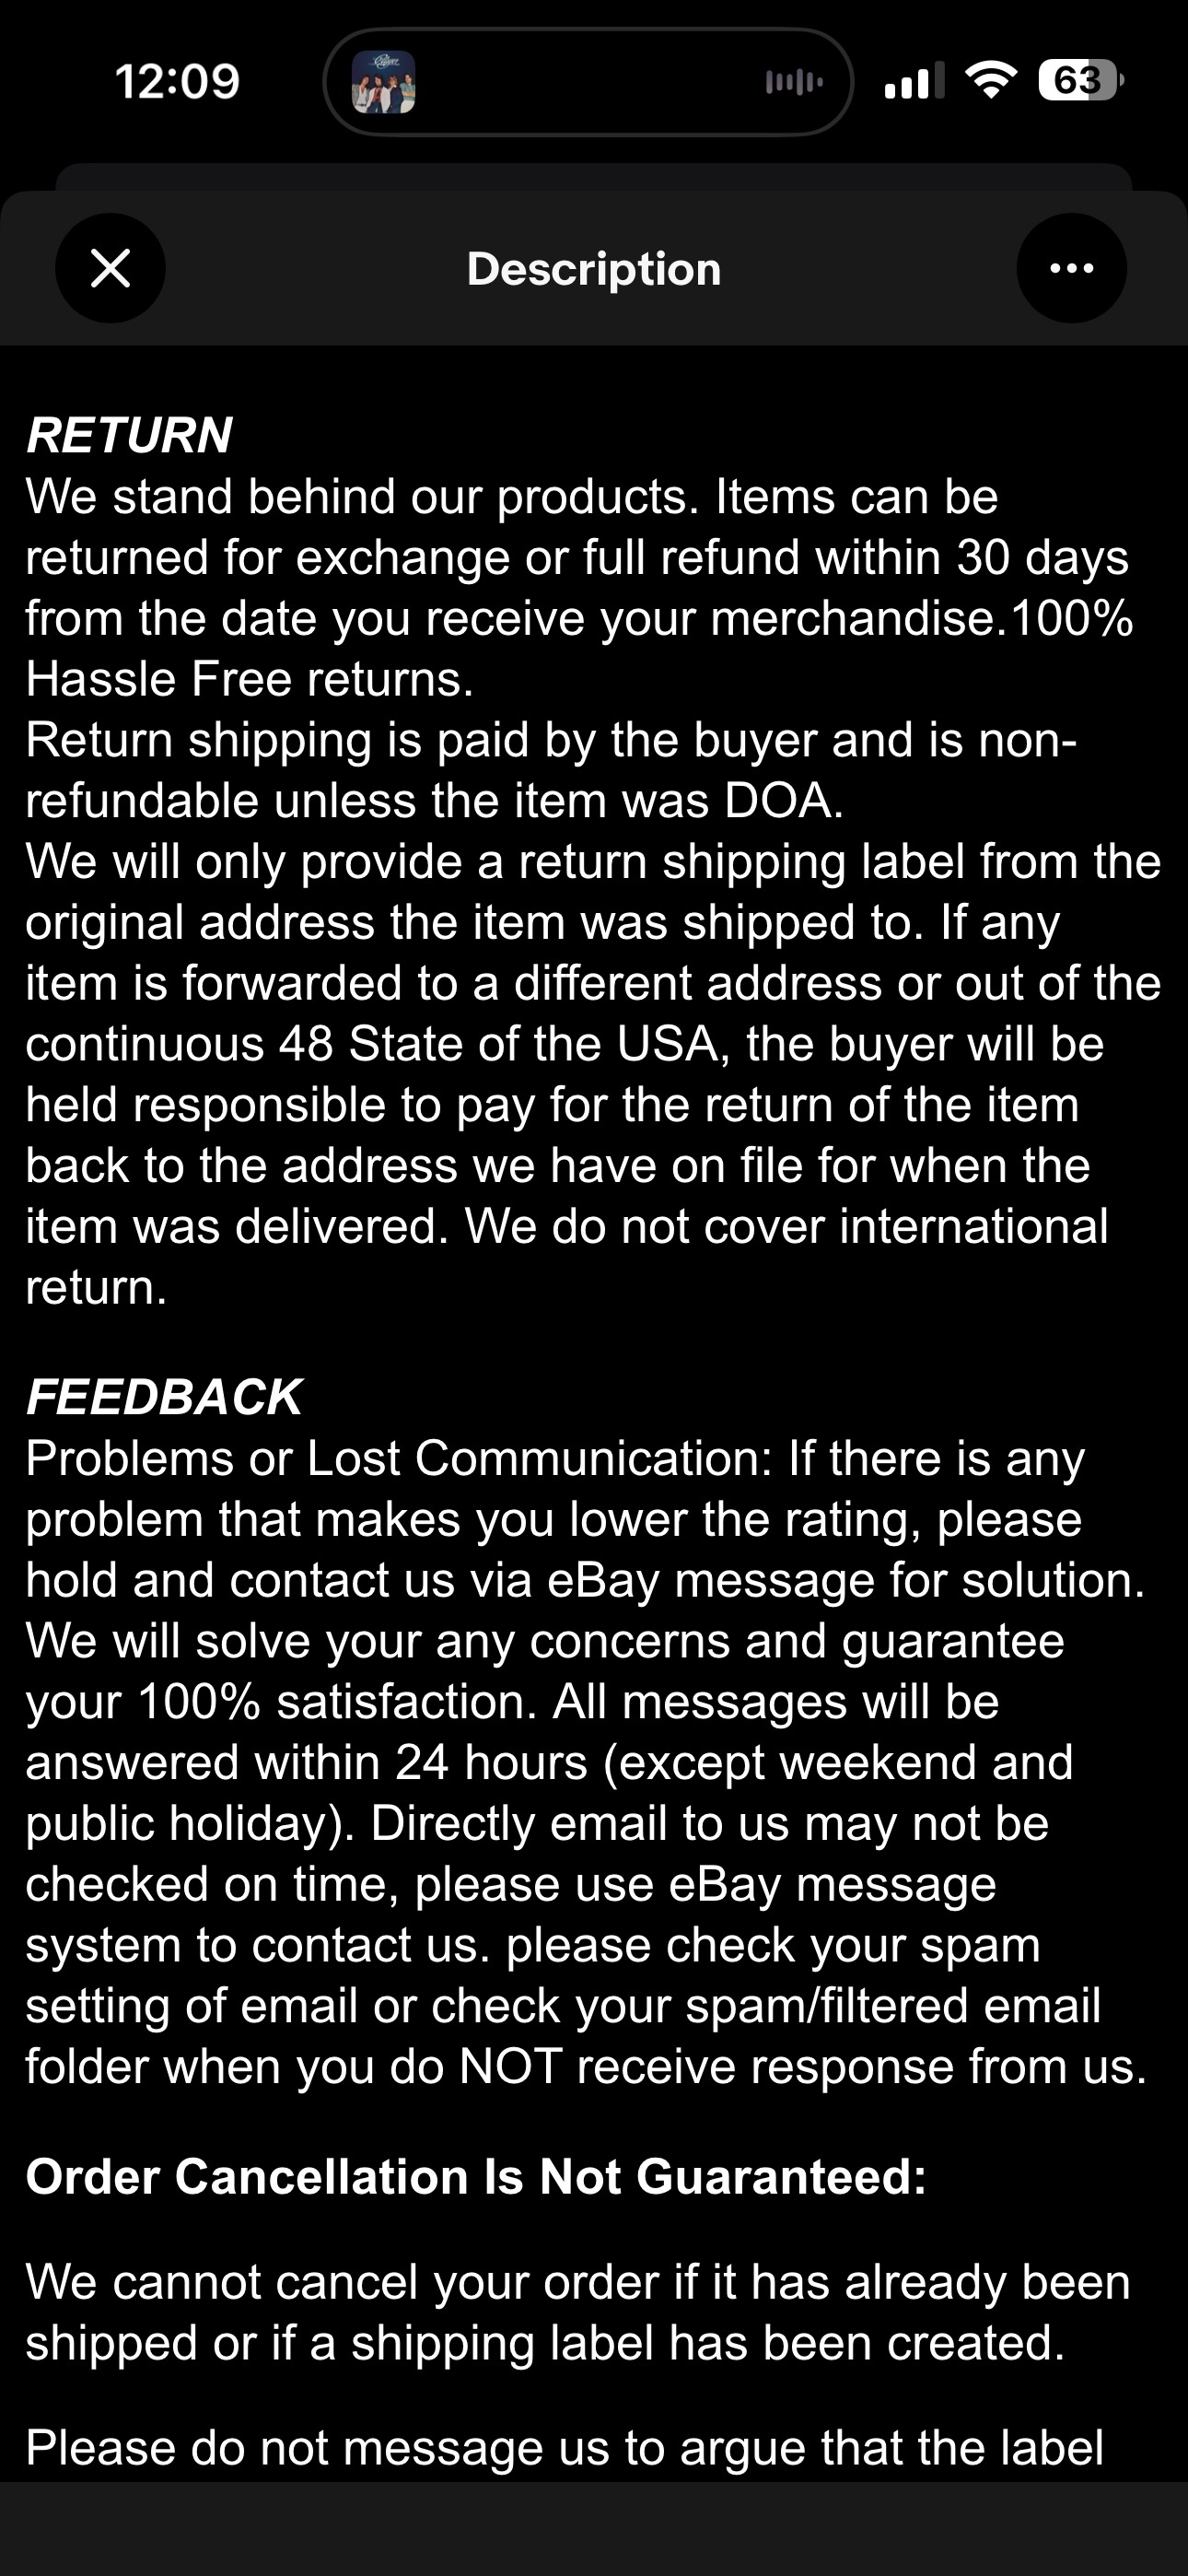 12:09
63
Description
RETURN
We stand behind our products. Items can be
returned for exchange or full refund within 30 days
from the date you receive your merchandise.100%
Hassle Free returns.
Return shipping is paid by the buyer and is non-
refundable unless the item was DOA.
We will only provide a return shipping label from the
original address the item was shipped to. If any
item is forwarded to a different address or out of the
continuous 48 State of the USA, the buyer will be
held responsible to pay for the return of the item
back to the address we have on file for when the
item was delivered. We do not cover international
return.
FEEDBACK
Problems or Lost Communication: If there is any
problem that makes you lower the rating, please
hold and contact us via eBay message for solution.
We will solve your any concerns and guarantee
your 100% satisfaction. All messages will be
answered within 24 hours (except weekend and
public holiday). Directly email to us may not be
checked on time, please use eBay message
system to contact us. please check your spam
setting of email or check your spam/filtered email
folder when you do NOT receive response from us.
Order Cancellation Is Not Guaranteed:
We cannot cancel your order if it has already been
shipped or if a shipping label has been created.
Please do not message us to argue that the label